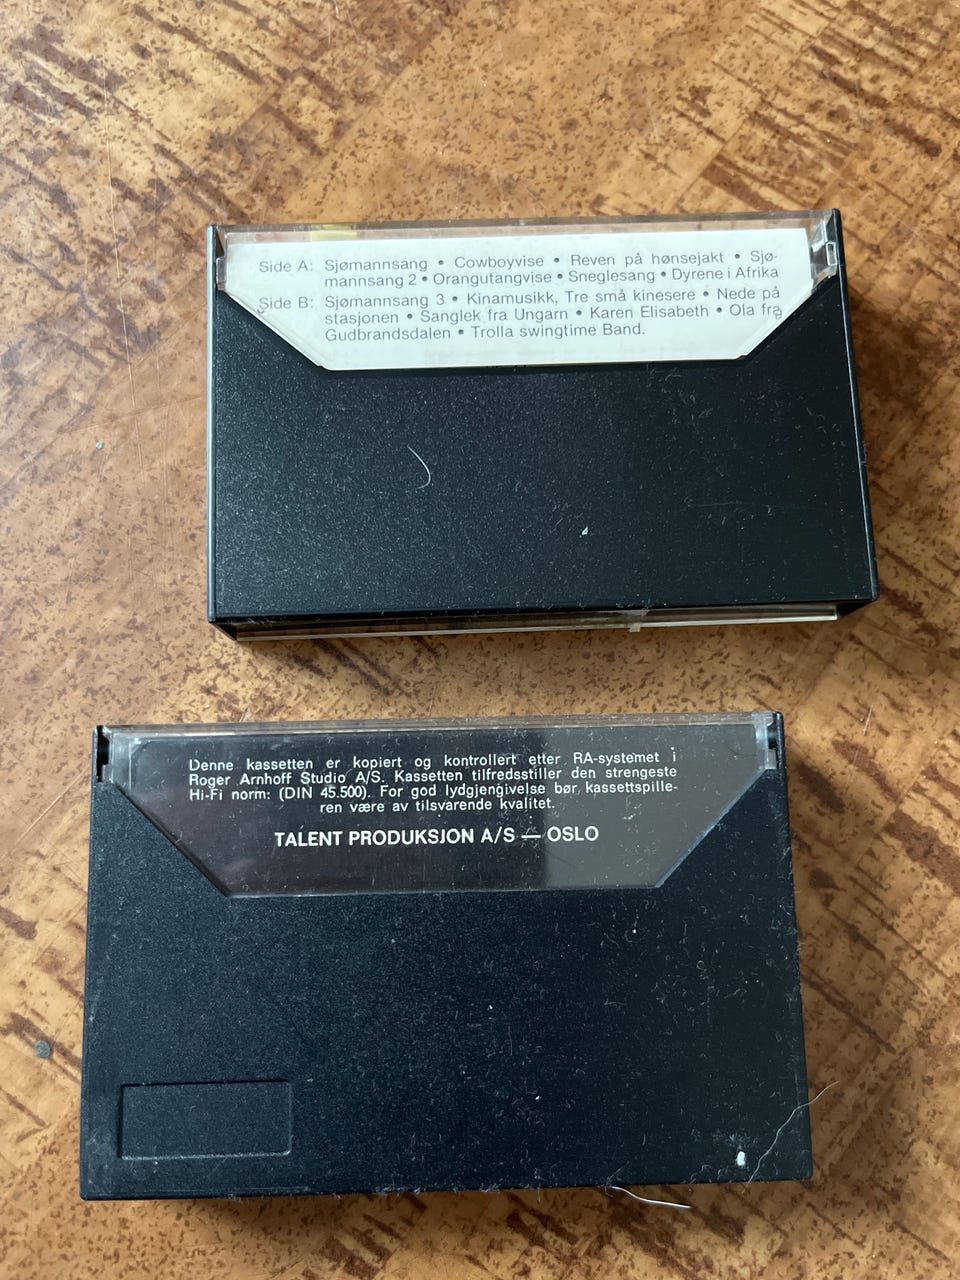 Side A: Sjømannsang • Cowboyvise • Reven på hønsejakt • Sjø-
mannsang 2 • Orangutangvise • Sneglesang • Dyrene i Afrika
Side B: Sjømannsang 3 • Kinamusikk, Tre små kinesere • Nede på
stasjonen • Sanglek fra Ungarn • Karen Elisabeth • Ola fra
Gudbrandsdalen • Trolla swingtime Band.
Denne kassetten er kopiert og kontrollert etter RA-systemet i
Roger Arnhoff Studio A/S. Kassetten tilfredsstiller den strengeste
Hi-Fi norm: (DIN 45.500). For god lydgjengivelse bør kassettspille-
ren være av tilsvarende kvalitet.
TALENT PRODUKSJON A/S — OSLO